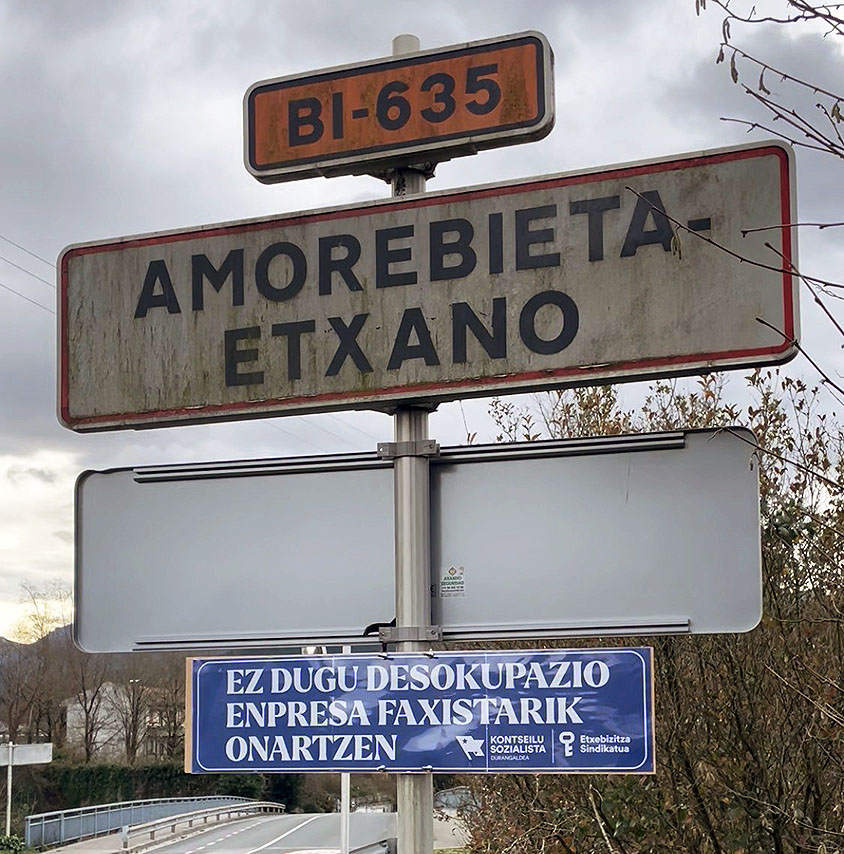 BI-635
AMOREBIETA-
ETXANO
EZ DUGU DESOKUPAZIO
ENPRESA FAXISTARIK
ONARTZEN
KONTSEILU
SOZIALISTA
DURANGALDEA
Etxebizitza
Sindikatua